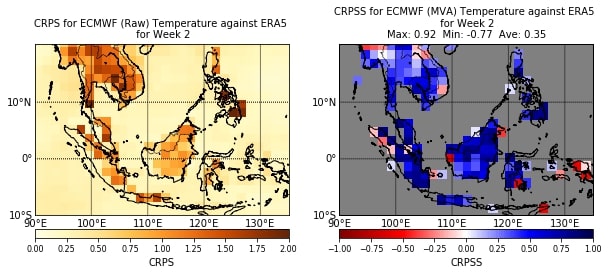 CRPS for ECMWF (Raw) Temperature against ERA5
for Week 2
10°N
0°
10°S
90°E 100°E 110°E 120°E 130°E
0.00 0.25 0.50 0.75 1.00 1.25 1.50 1.75 2.00
CRPS
CRPSS for ECMWF (MVA) Temperature against ERA5
for Week 2
Max: 0.92 Min: -0.77 Ave: 0.35
10°N
0°
10°S
90°E 100°E 110°E 120°E 130°E
−1.00 −0.75 −0.50 −0.25 0.00 0.25 0.50 0.75 1.00
CRPSS